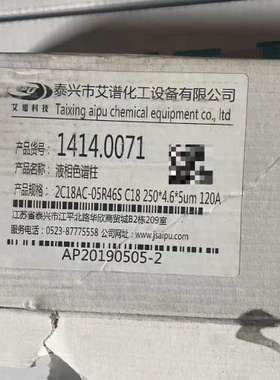 泰兴市艾谱化工设备有限公司
艾谱科技 Taixing aipu chemical equipment co., ltd
产品货号: 1414.0071
产品名称: 液相色谱住
产品规格: 2C18AC-05R46S C18 250*4.6*5um 120A
江苏省泰兴市江平北路华欣商贸城B2栋209室
服务电话: 0523-87775558 网址: www.jsaipu.com
AP20190505-2